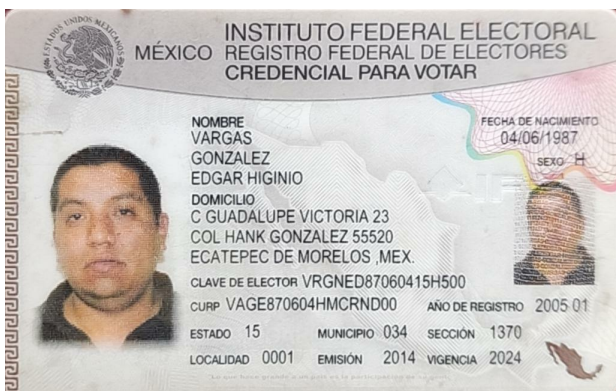 ESTADOS UNIDOS MEXICANOS
MÉXICO
INSTITUTO FEDERAL ELECTORAL
REGISTRO FEDERAL DE ELECTORES
CREDENCIAL PARA VOTAR
NOMBRE
VARGAS
GONZALEZ
EDGAR HIGINIO
FECHA DE NACIMIENTO
04/06/1987
SEXO H
DOMICILIO
C GUADALUPE VICTORIA 23
COL HANK GONZALEZ 55520
ECATEPEC DE MORELOS ,MEX.
CLAVE DE ELECTOR VRGNED87060415H500
CURP VAGE870604HMCRND00 AÑO DE REGISTRO 2005 01
ESTADO 15 MUNICIPIO 034 SECCIÓN 1370
LOCALIDAD 0001 EMISIÓN 2014 VIGENCIA 2024